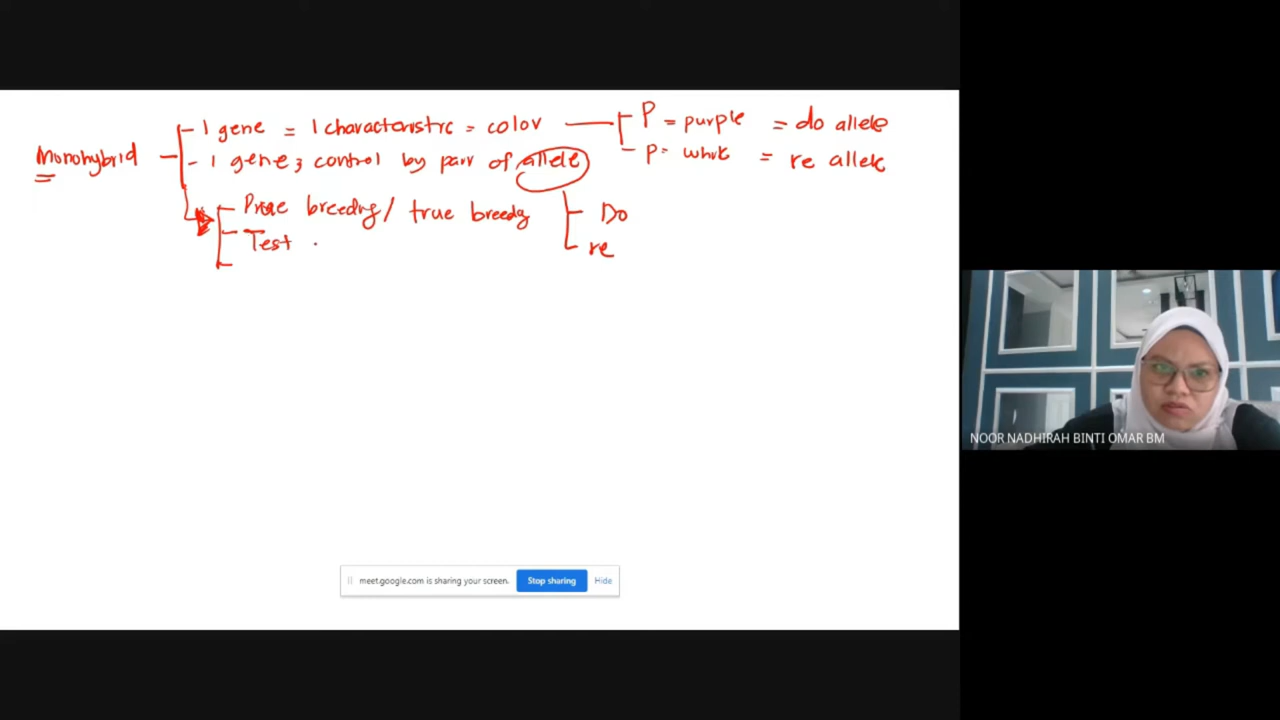 Monohybrid
- 1 gene = 1 characteristic = color
P = purple = do allele
p = white = re allele
- 1 gene; control by pair of allele
Do
re
- Pure breeding / true breedg
- Test
meet.google.com is sharing your screen. Stop sharing Hide
NOOR NADHIRAH BINTI OMAR BM